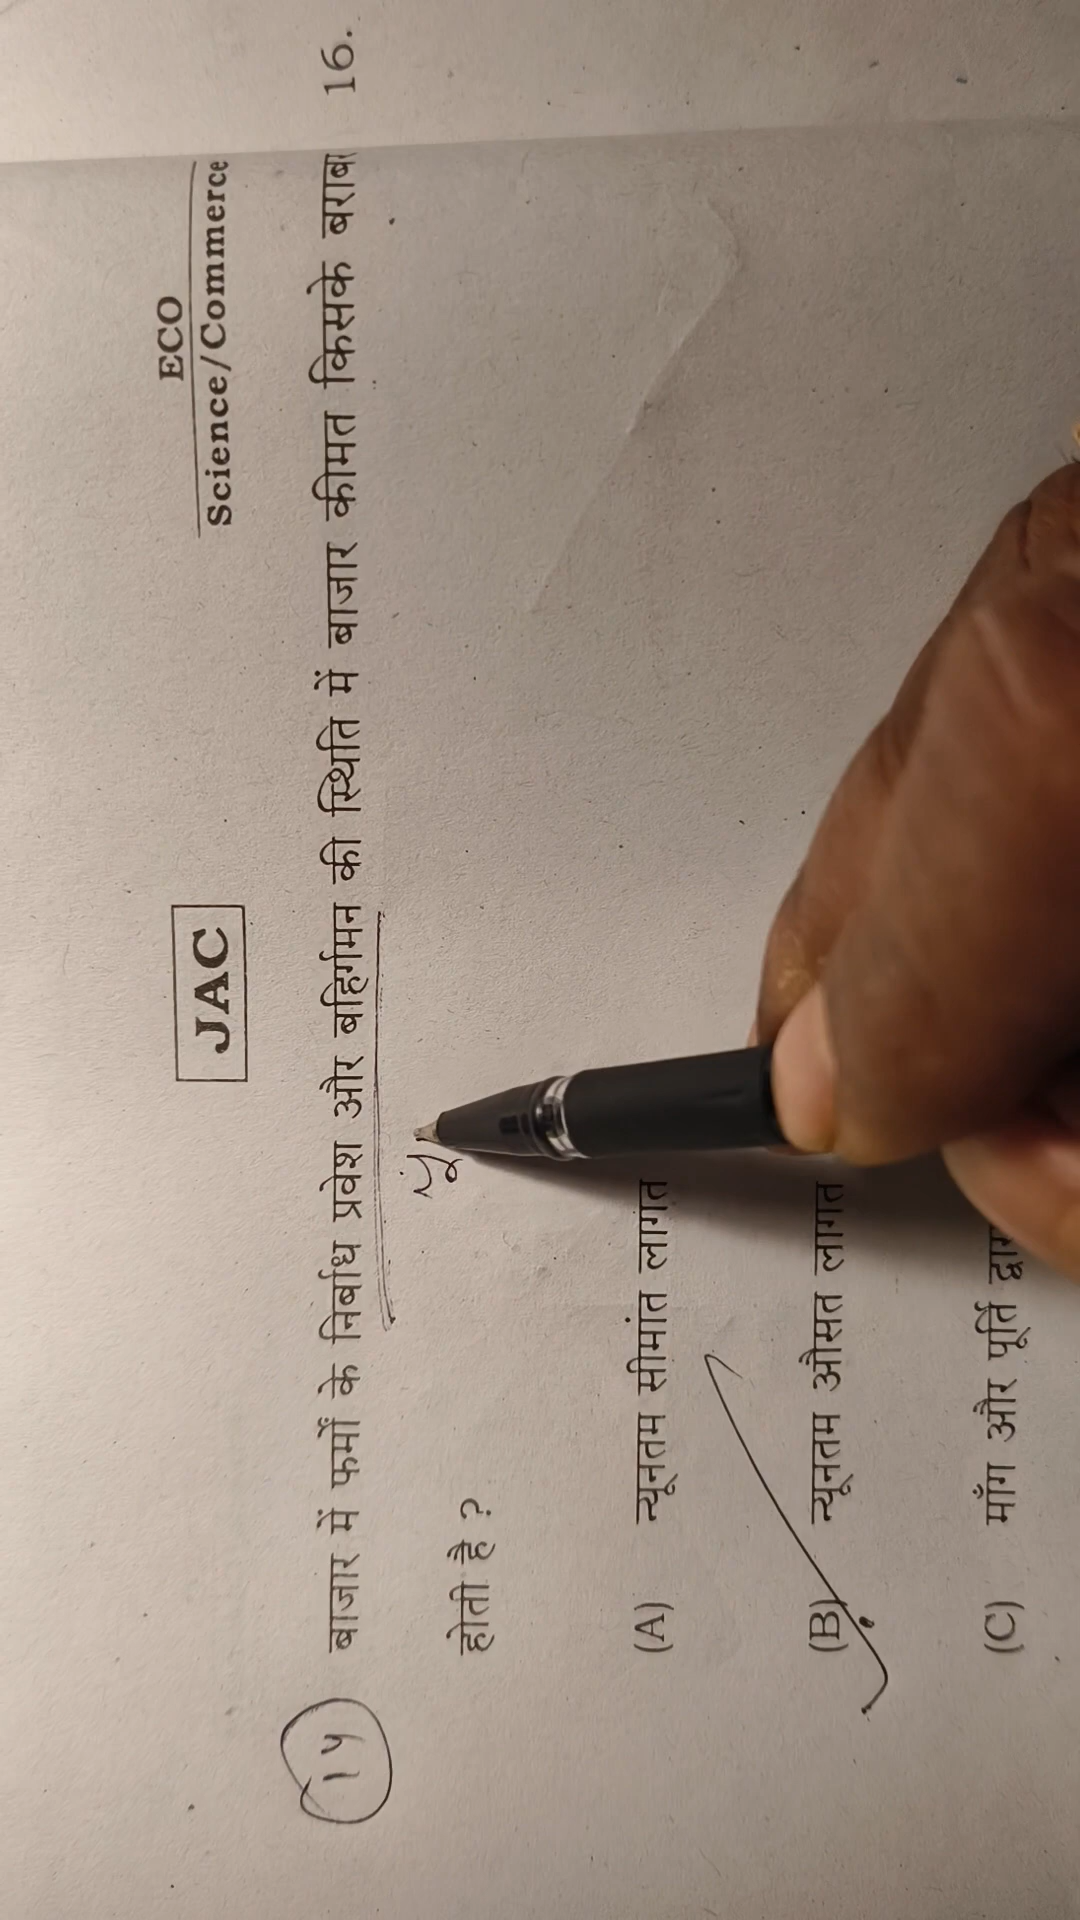 JAC
ECO
Science/Commerce
14
बाजार में फर्मों के निर्बाध प्रवेश और बहिर्गमन की स्थिति में बाजार कीमत किसके
होती है ?
(A) न्यूनतम सीमांत लागत
(B) न्यूनतम औसत लागत
(C) माँग और पूर्ति
16.